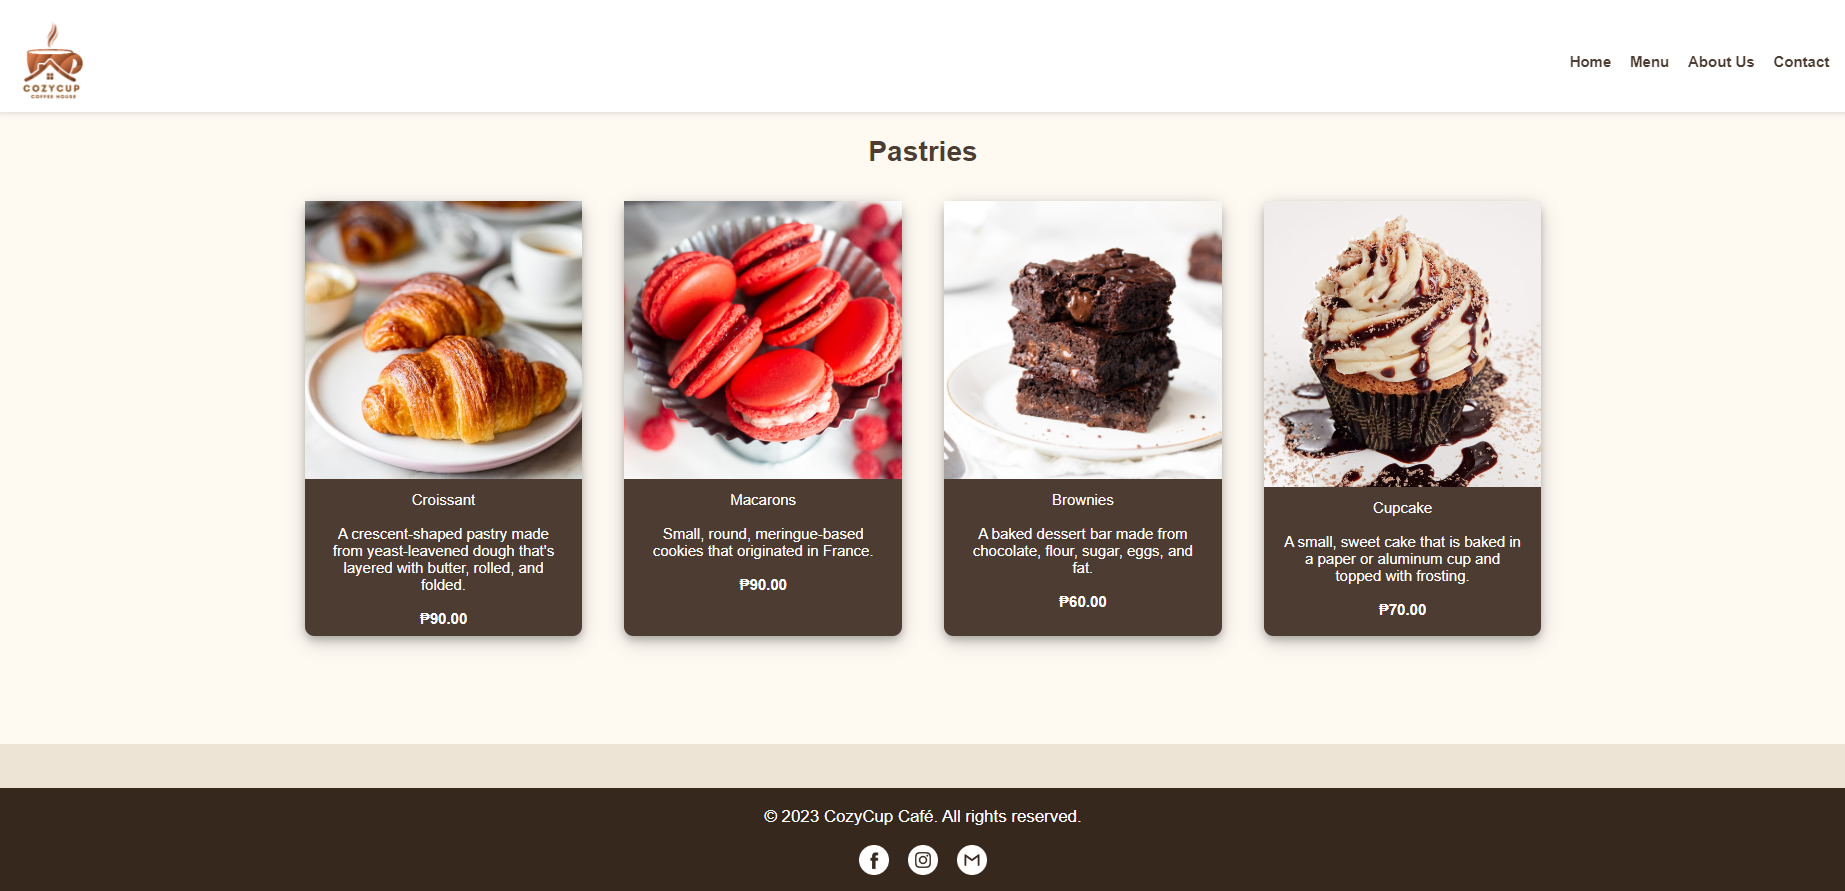 COZYCUP
COFFEE HOUSE
Home Menu About Us Contact
Pastries
Croissant
A crescent-shaped pastry made
from yeast-leavened dough that's
layered with butter, rolled, and
folded.
₱90.00
Macarons
Small, round, meringue-based
cookies that originated in France.
₱90.00
Brownies
A baked dessert bar made from
chocolate, flour, sugar, eggs, and
fat.
₱60.00
Cupcake
A small, sweet cake that is baked in
a paper or aluminum cup and
topped with frosting.
₱70.00
© 2023 CozyCup Café. All rights reserved.